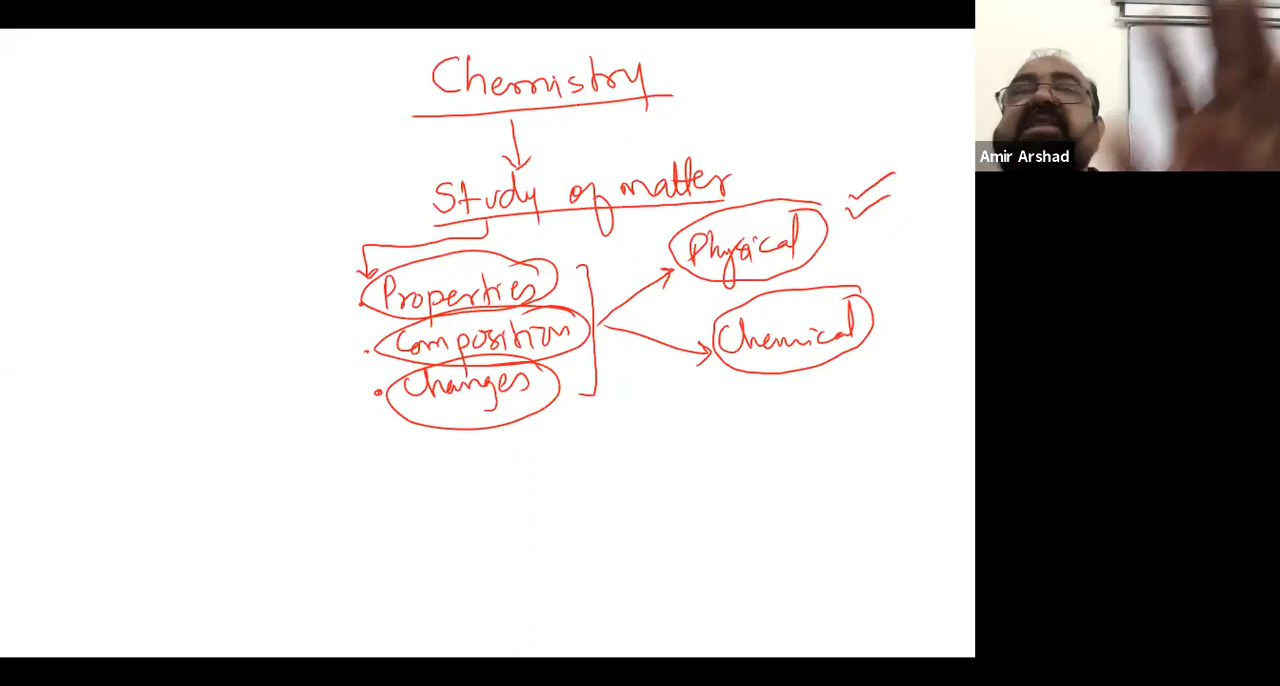 Chemistry
Study of matter
Properties
Composition
Changes
Physical
Chemical
Amir Arshad